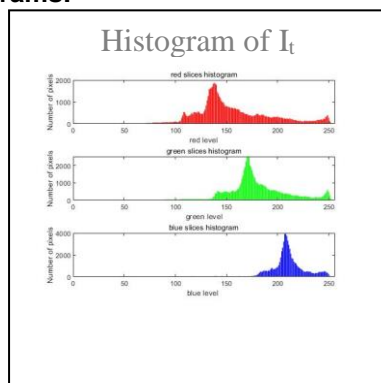 rams.
Histogram of It
red slices histogram
Number of pixels
2000
1000
0
0 50 100 150 200 250
red level
green slices histogram
Number of pixels
2000
1000
0
0 50 100 150 200 250
green level
blue slices histogram
Number of pixels
4000
2000
0
0 50 100 150 200 250
blue level